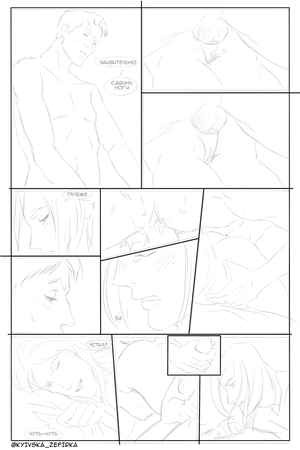 УДИВИТЕЛЬНО
СДВИНЬ
НОГИ
ГЛУБЖЕ
ХА
УСТАЛ?
ЧУТЬ-ЧУТЬ
@KYIVSKA_ZEFIRKA